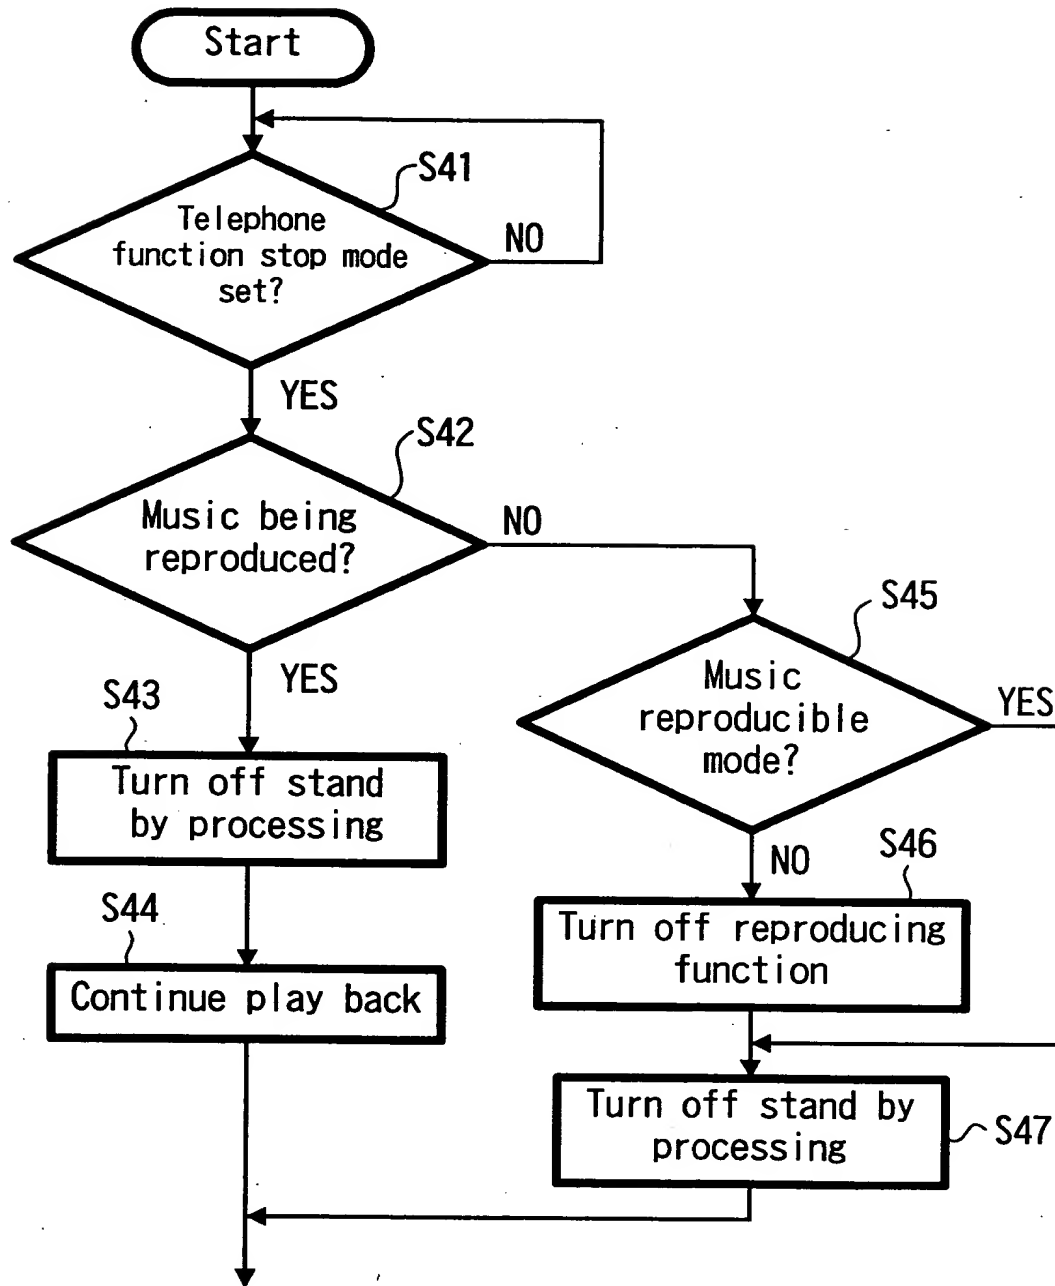 Start
S41
Telephone
function stop mode
set?
NO
YES
S42
Music being
reproduced?
NO
YES
S43
Turn off stand
by processing
S44
Continue play back
S45
Music
reproducible
mode?
YES
NO
S46
Turn off reproducing
function
Turn off stand by
processing
S47